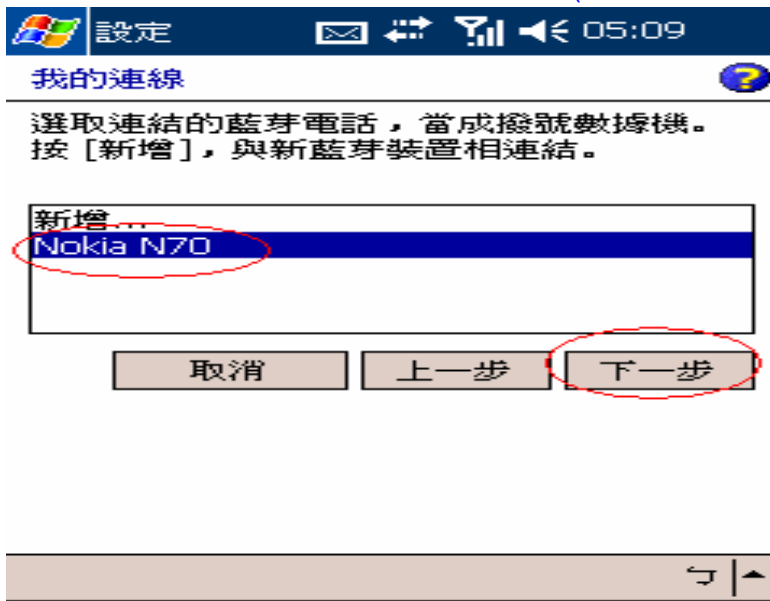 設定 05:09
我的連線
選取連結的藍芽電話，當成撥號數據機。
按 [新增]，與新藍芽裝置相連結。
新增...
Nokia N70
取消 上一步 下一步
ㄅ